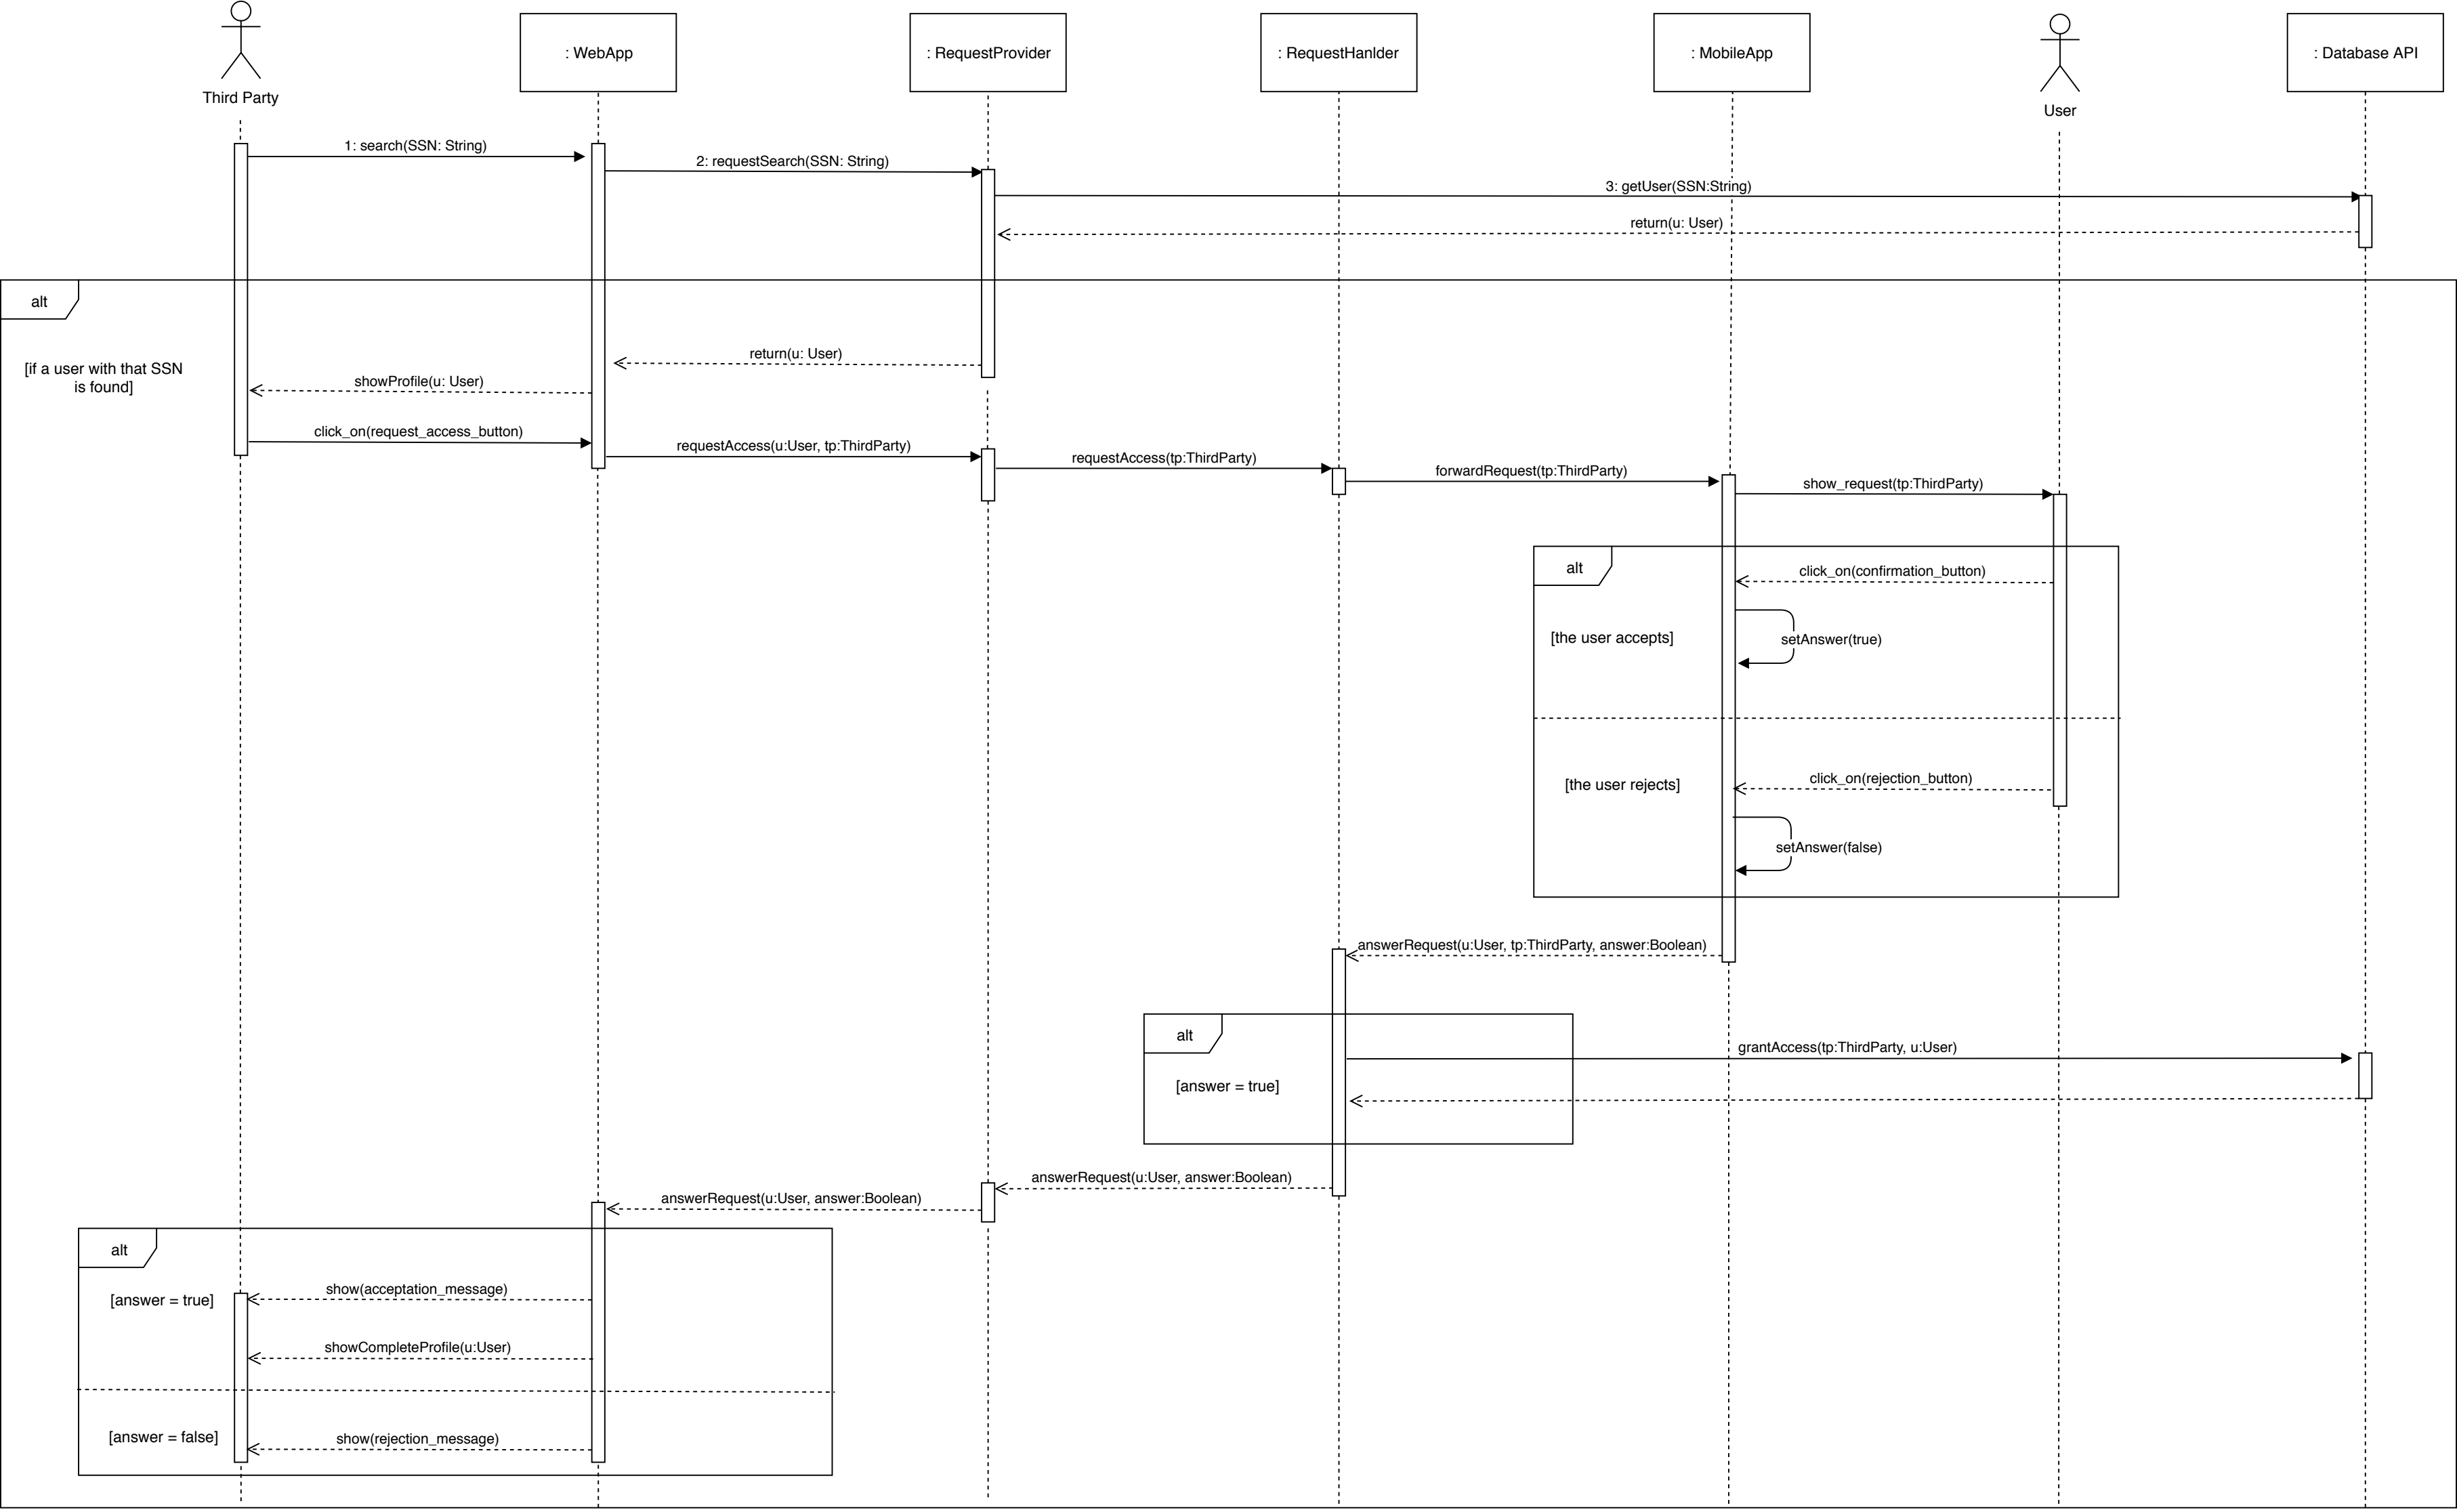 : WebApp
: RequestProvider
: RequestHanlder
: MobileApp
: Database API
Third Party
User
1: search(SSN: String)
2: requestSearch(SSN: String)
3: getUser(SSN:String)
return(u: User)
alt
return(u: User)
[if a user with that SSN
is found]
showProfile(u: User)
click_on(request_access_button)
requestAccess(u:User, tp:ThirdParty)
requestAccess(tp:ThirdParty)
forwardRequest(tp:ThirdParty)
show_request(tp:ThirdParty)
alt
click_on(confirmation_button)
[the user accepts]
setAnswer(true)
[the user rejects]
click_on(rejection_button)
setAnswer(false)
answerRequest(u:User, tp:ThirdParty, answer:Boolean)
alt
grantAccess(tp:ThirdParty, u:User)
[answer = true]
answerRequest(u:User, answer:Boolean)
answerRequest(u:User, answer:Boolean)
alt
show(acceptation_message)
[answer = true]
showCompleteProfile(u:User)
[answer = false]
show(rejection_message)